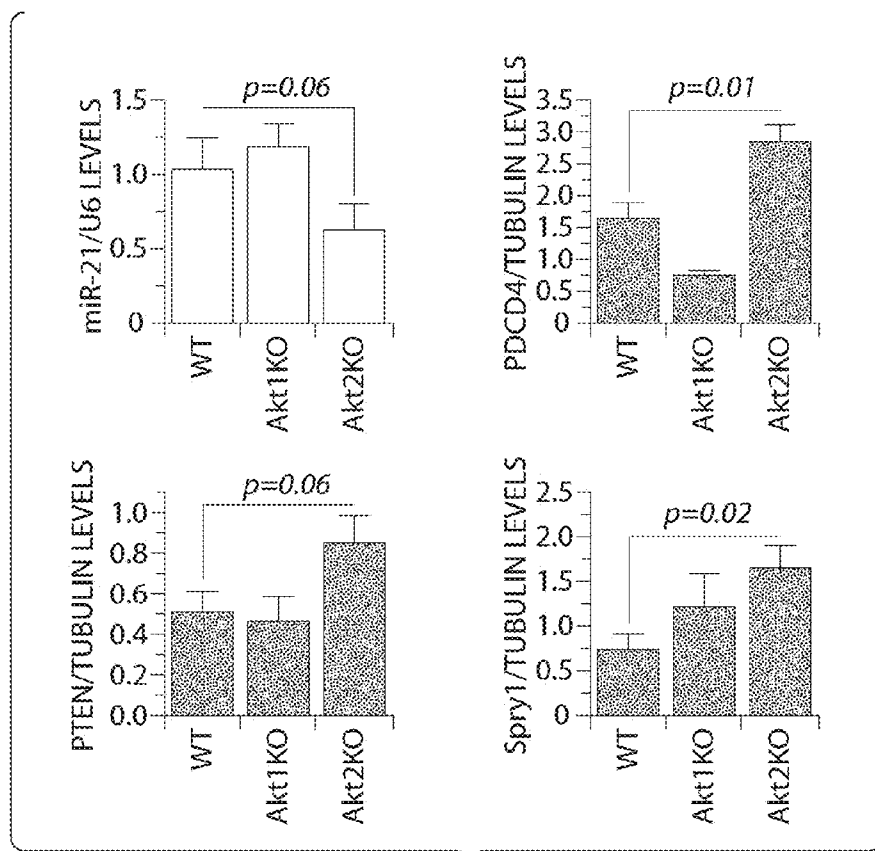 p=0.06
miR-21/U6 LEVELS
1.5
1.0
0.5
0
WT
Akt1KO
Akt2KO
p=0.01
PDCD4/TUBULIN LEVELS
3.5
3.0
2.5
2.0
1.5
1.0
0.5
0
WT
Akt1KO
Akt2KO
p=0.06
PTEN/TUBULIN LEVELS
1.0
0.8
0.6
0.4
0.2
0.0
WT
Akt1KO
Akt2KO
p=0.02
Spry1/TUBULIN LEVELS
2.5
2.0
1.5
1.0
0.5
0
WT
Akt1KO
Akt2KO